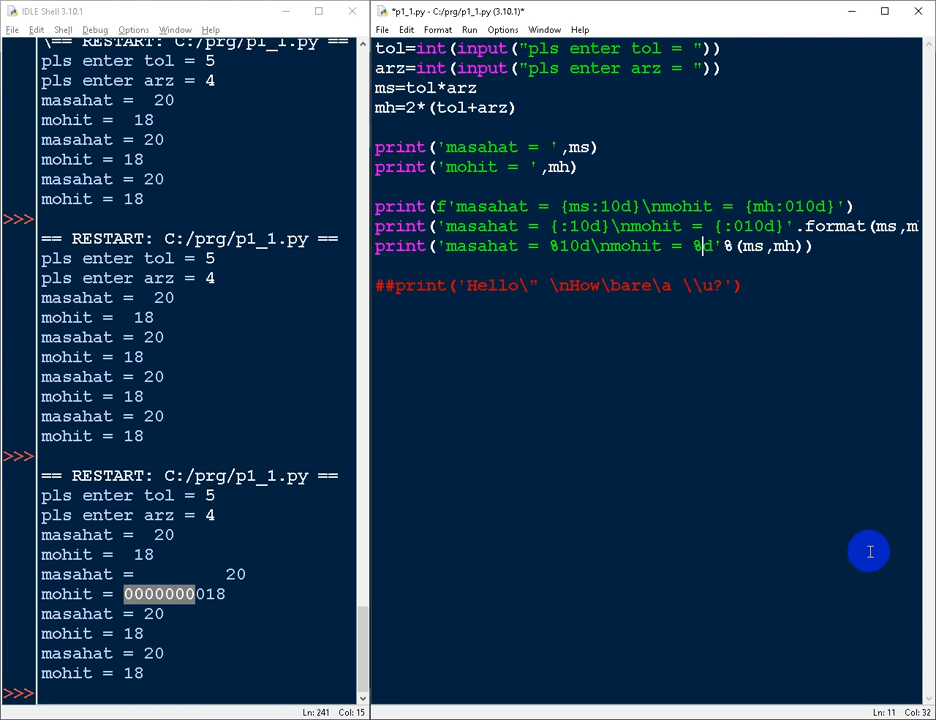 IDLE Shell 3.10.1
File Edit Shell Debug Options Window Help
\== RESTART: C:/prg/p1_1.py ==
pls enter tol = 5
pls enter arz = 4
masahat =  20
mohit =  18
masahat = 20
mohit = 18
masahat = 20
mohit = 18
>>>
== RESTART: C:/prg/p1_1.py ==
pls enter tol = 5
pls enter arz = 4
masahat =  20
mohit =  18
masahat = 20
mohit = 18
masahat = 20
mohit = 18
masahat = 20
mohit = 18
>>>
== RESTART: C:/prg/p1_1.py ==
pls enter tol = 5
pls enter arz = 4
masahat =  20
mohit =  18
masahat =         20
mohit = 0000000018
masahat = 20
mohit = 18
masahat = 20
mohit = 18
>>>
Ln: 241 Col: 15
*p1_1.py - C:/prg/p1_1.py (3.10.1)*
File Edit Format Run Options Window Help
tol=int(input("pls enter tol = "))
arz=int(input("pls enter arz = "))
ms=tol*arz
mh=2*(tol+arz)
print('masahat = ',ms)
print('mohit = ',mh)
print(f'masahat = {ms:10d}\nmohit = {mh:010d}')
print('masahat = {:10d}\nmohit = {:010d}'.format(ms,m
print('masahat = %10d\nmohit = %d'%(ms,mh))
##print('Hello\" \nHow\bare\a \\u?')
Ln: 11 Col: 32